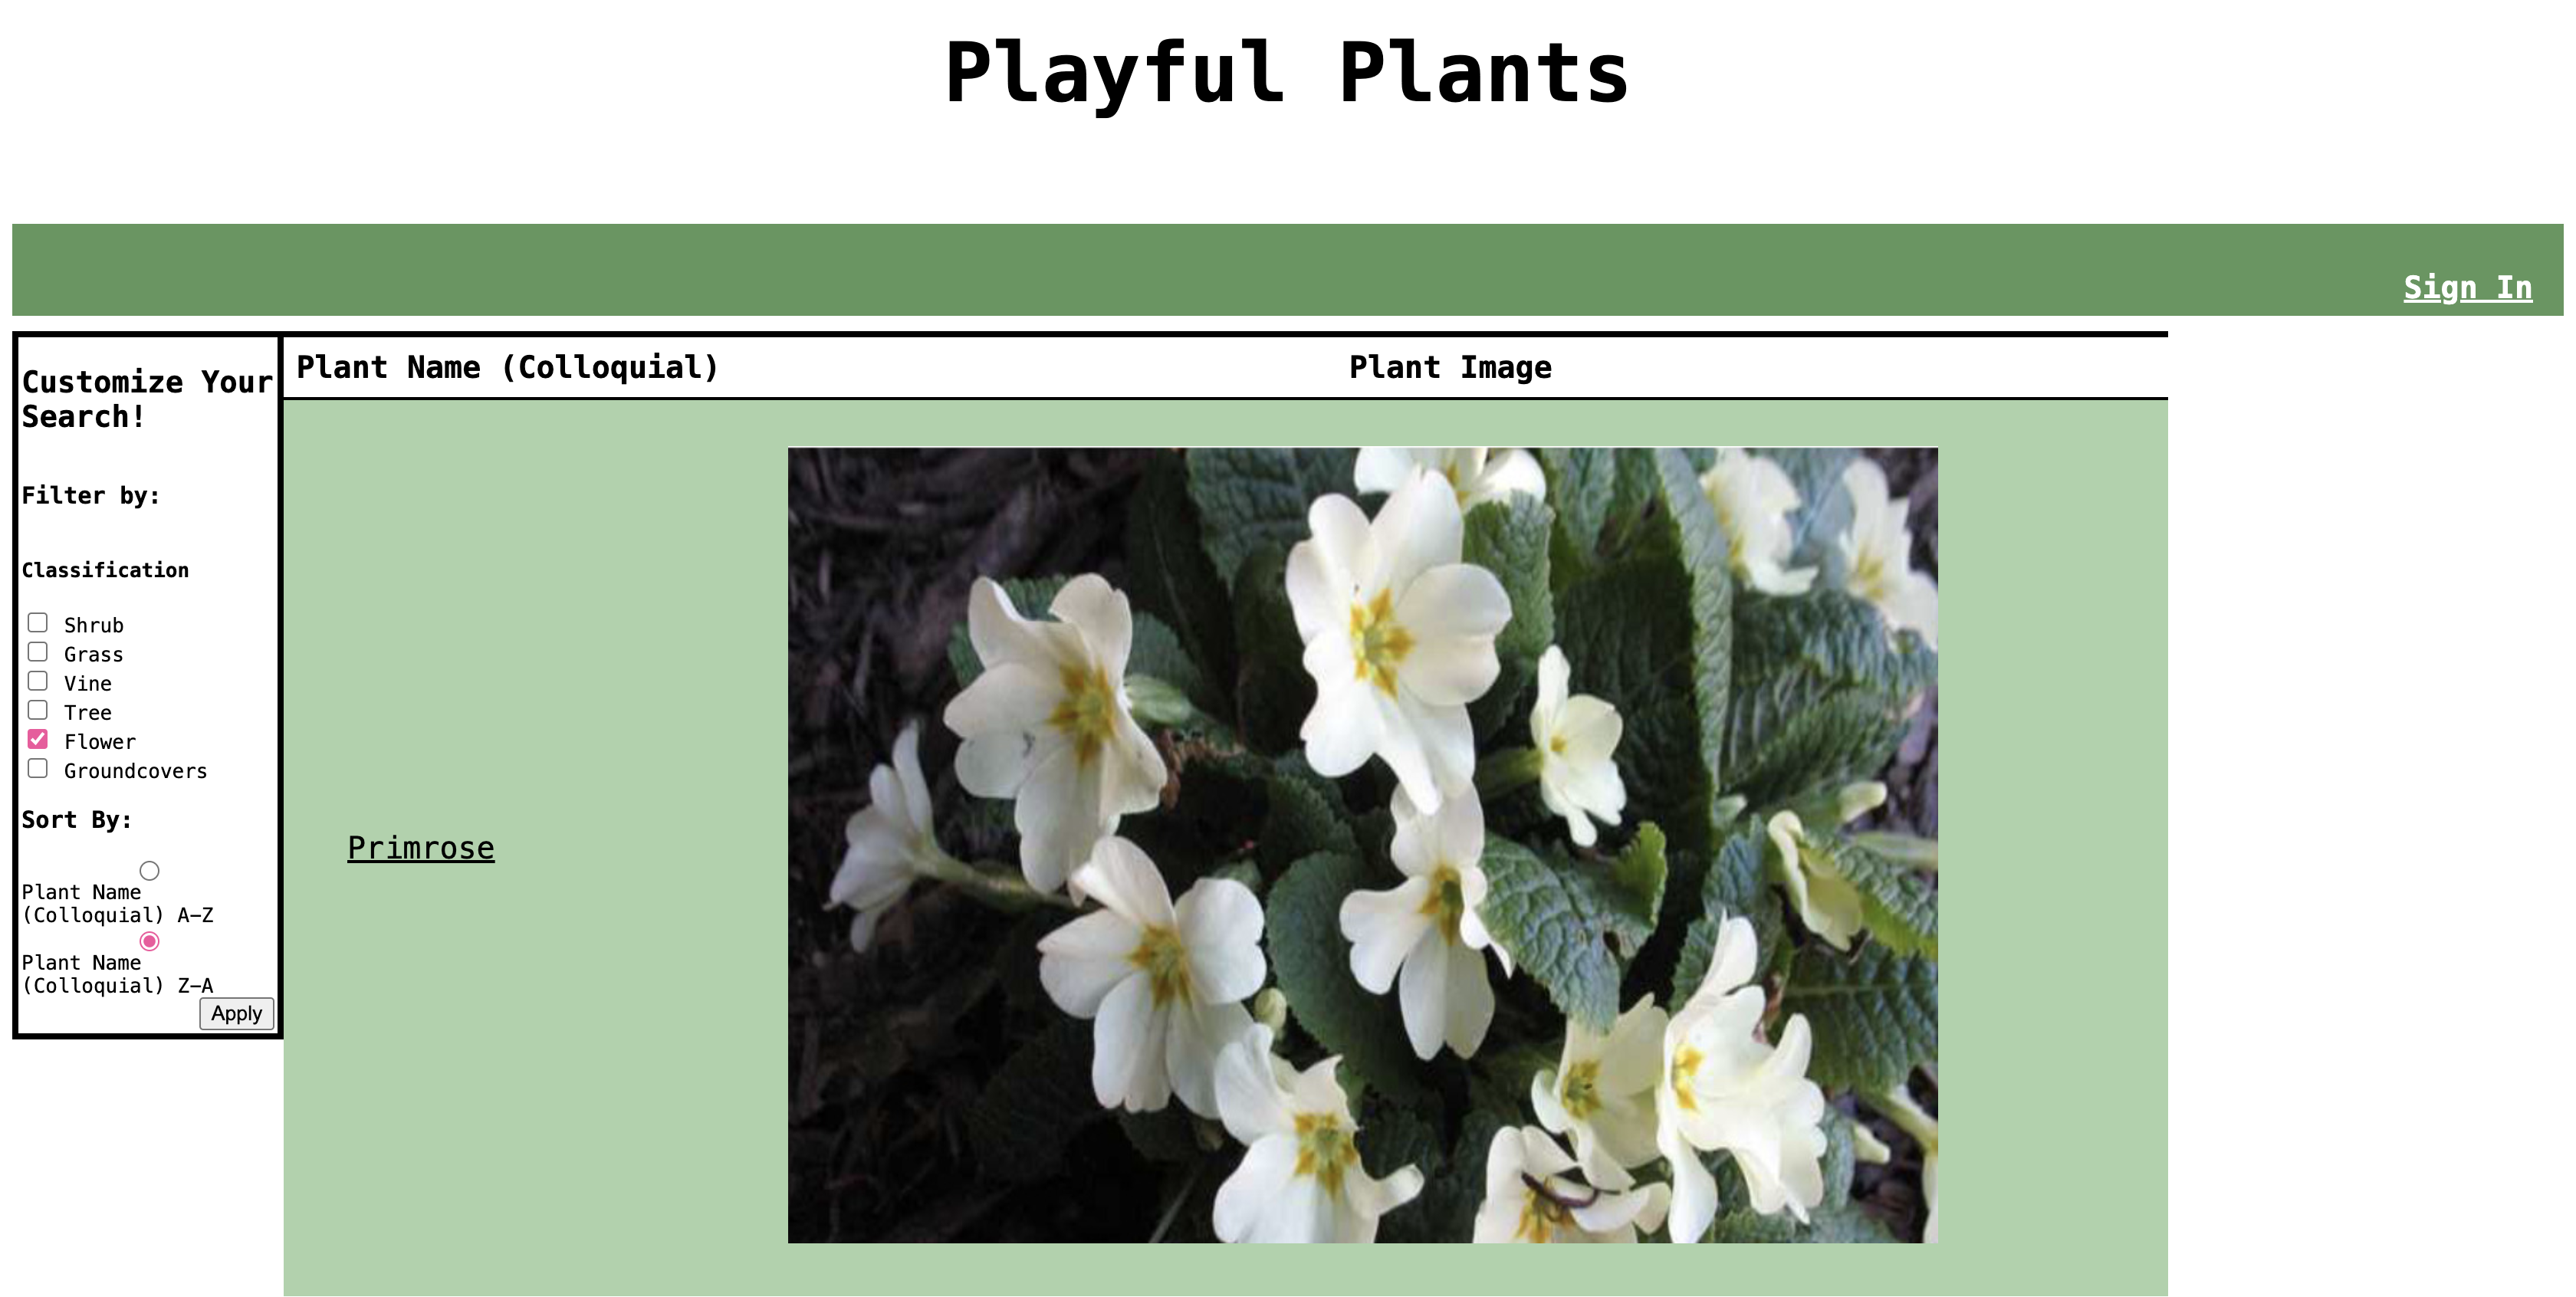 Playful Plants
Sign In
Customize Your
Search!
Filter by:
Classification
Shrub
Grass
Vine
Tree
Flower
Groundcovers
Sort By:
Plant Name
(Colloquial) A-Z
Plant Name
(Colloquial) Z-A
Apply
Plant Name (Colloquial)
Plant Image
Primrose